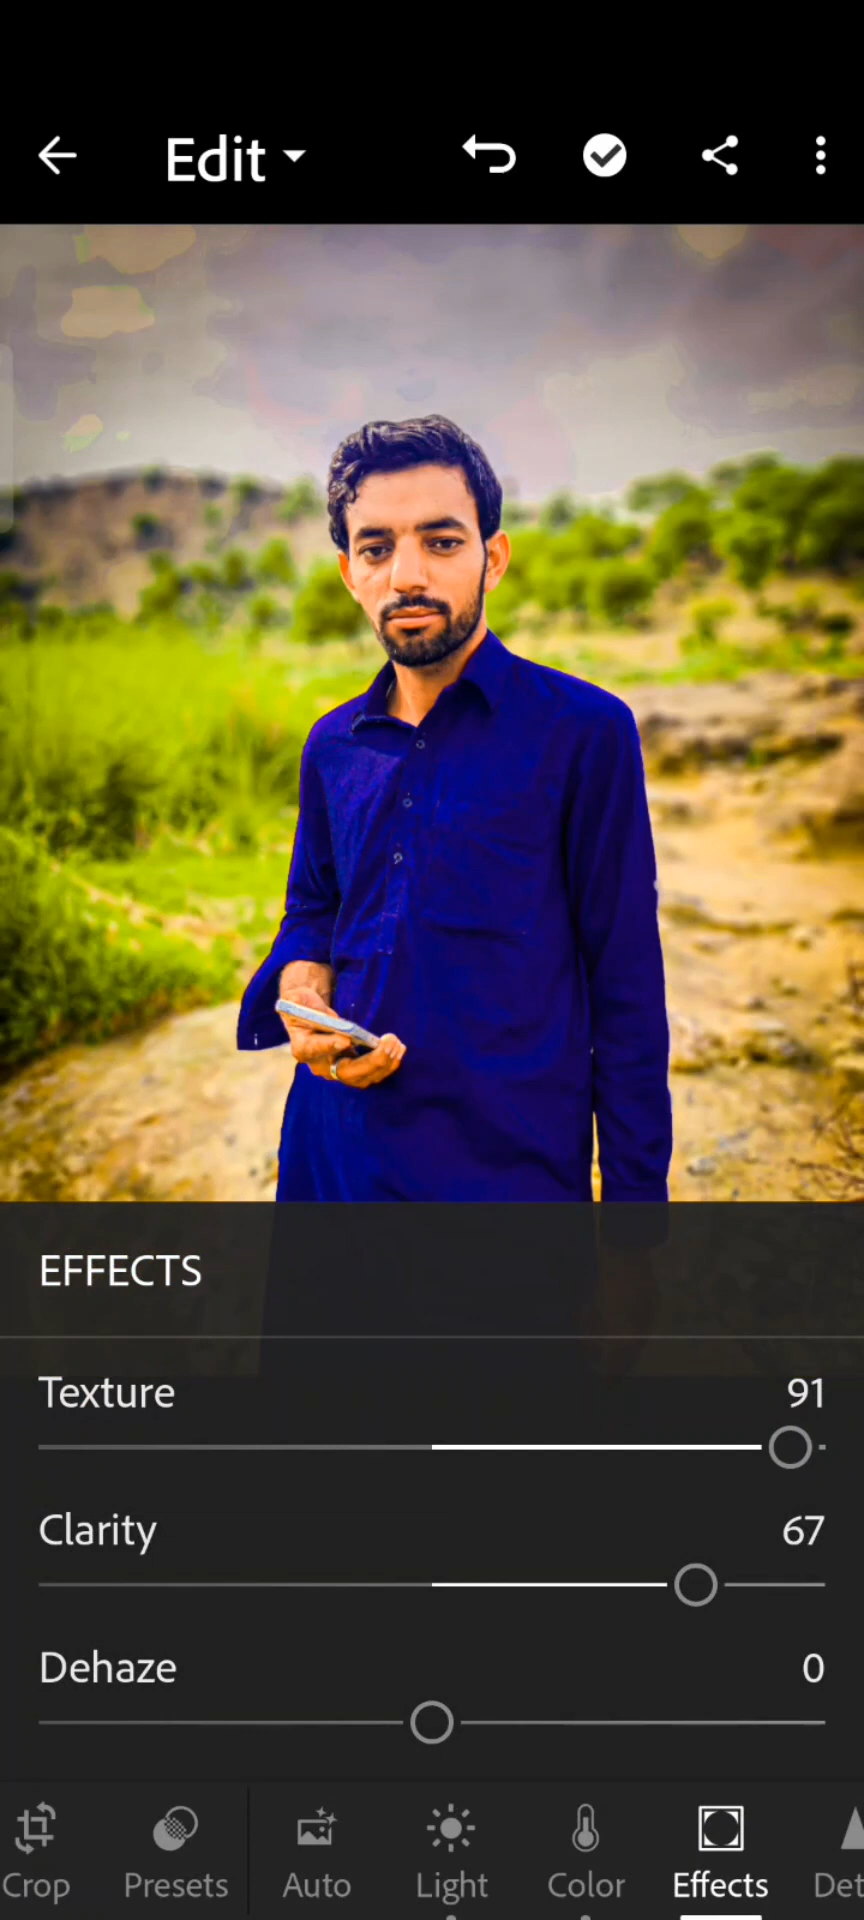 Edit
EFFECTS
Texture 91
Clarity 67
Dehaze 0
Crop Presets Auto Light Color Effects Det